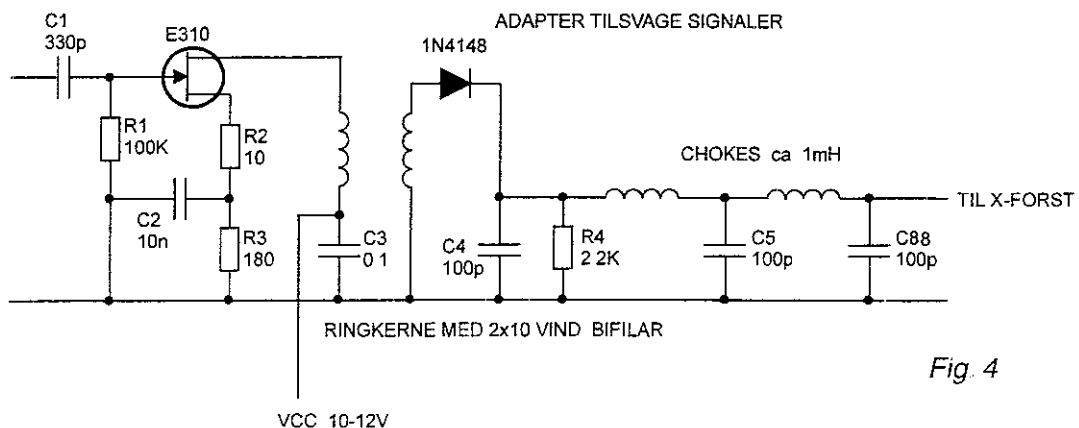 C1
330p
E310
ADAPTER TILSVAGE SIGNALER
1N4148
R1
100K
R2
10
CHOKES ca 1mH
C2
10n
R3
180
C3
0 1
C4
100p
R4
2 2K
C5
100p
C88
100p
TIL X-FORST
RINGKERNE MED 2x10 VIND BIFILAR
Fig. 4
VCC 10-12V